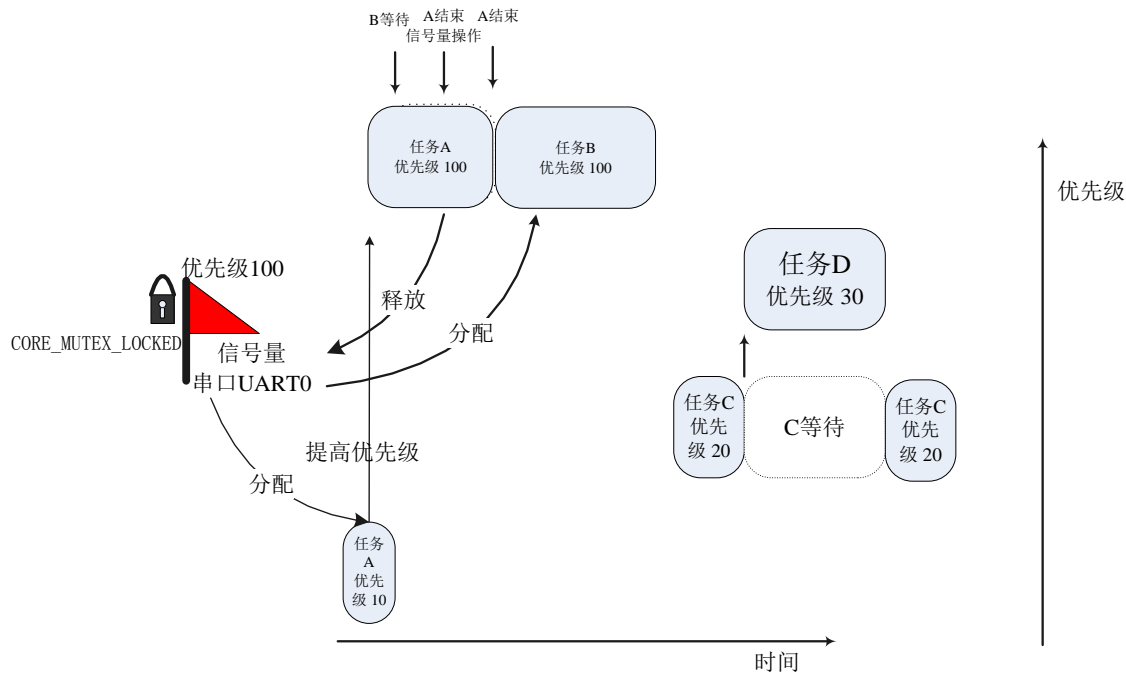 B等待
A结束
信号量操作
A结束
任务A
优先级 100
任务B
优先级 100
优先级
任务D
优先级 30
优先级100
释放
分配
CORE_MUTEX_LOCKED
信号量
串口UART0
任务C
优先
级 20
C等待
任务C
优先
级 20
提高优先级
分配
任务
A
优先
级 10
时间